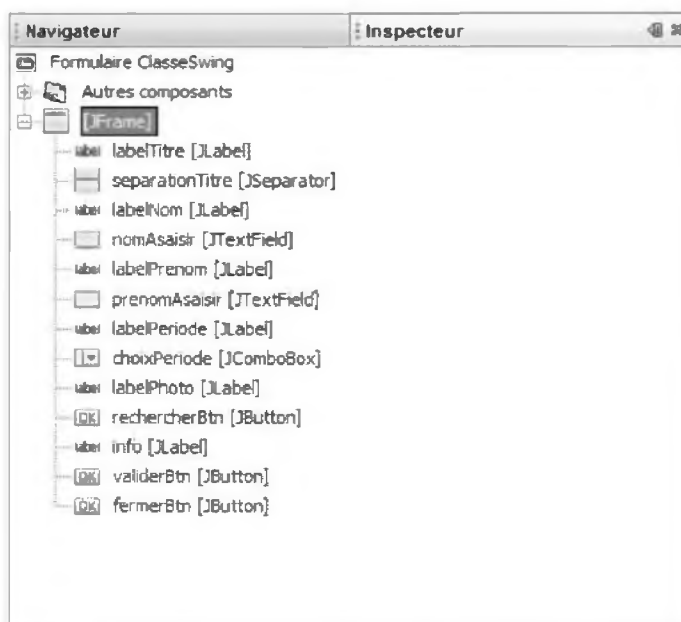 Navigateur Inspecteur
Formulaire ClasseSwing
Autres composants
[JFrame]
label labelTitre [JLabel]
separationTitre [JSeparator]
label labelNom [JLabel]
nomAsaisir [JTextField]
label labelPrenom [JLabel]
prenomAsaisir [JTextField]
label labelPeriode [JLabel]
choixPeriode [JComboBox]
label labelPhoto [JLabel]
OK rechercherBtn [JButton]
label info [JLabel]
OK validerBtn [JButton]
OK fermerBtn [JButton]